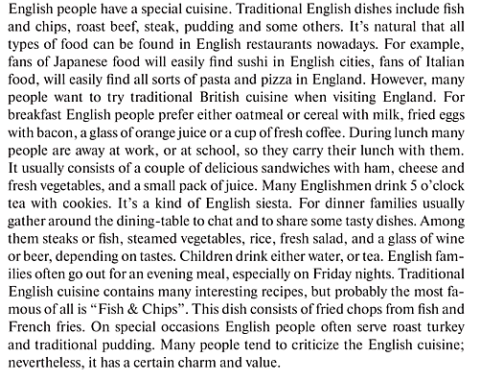 English people have a special cuisine. Traditional English dishes include fish
and chips, roast beef, steak, pudding and some others. It’s natural that all
types of food can be found in English restaurants nowadays. For example,
fans of Japanese food will easily find sushi in English cities, fans of Italian
food, will easily find all sorts of pasta and pizza in England. However, many
people want to try traditional British cuisine when visiting England. For
breakfast English people prefer either oatmeal or cereal with milk, fried eggs
with bacon, a glass of orange juice or a cup of fresh coffee. During lunch many
people are away at work, or at school, so they carry their lunch with them.
It usually consists of a couple of delicious sandwiches with ham, cheese and
fresh vegetables, and a small pack of juice. Many Englishmen drink 5 o’clock
tea with cookies. It’s a kind of English siesta. For dinner families usually
gather around the dining-table to chat and to share some tasty dishes. Among
them steaks or fish, steamed vegetables, rice, fresh salad, and a glass of wine
or beer, depending on tastes. Children drink either water, or tea. English fam-
ilies often go out for an evening meal, especially on Friday nights. Traditional
English cuisine contains many interesting recipes, but probably the most fa-
mous of all is “Fish & Chips”. This dish consists of fried chops from fish and
French fries. On special occasions English people often serve roast turkey
and traditional pudding. Many people tend to criticize the English cuisine;
nevertheless, it has a certain charm and value.